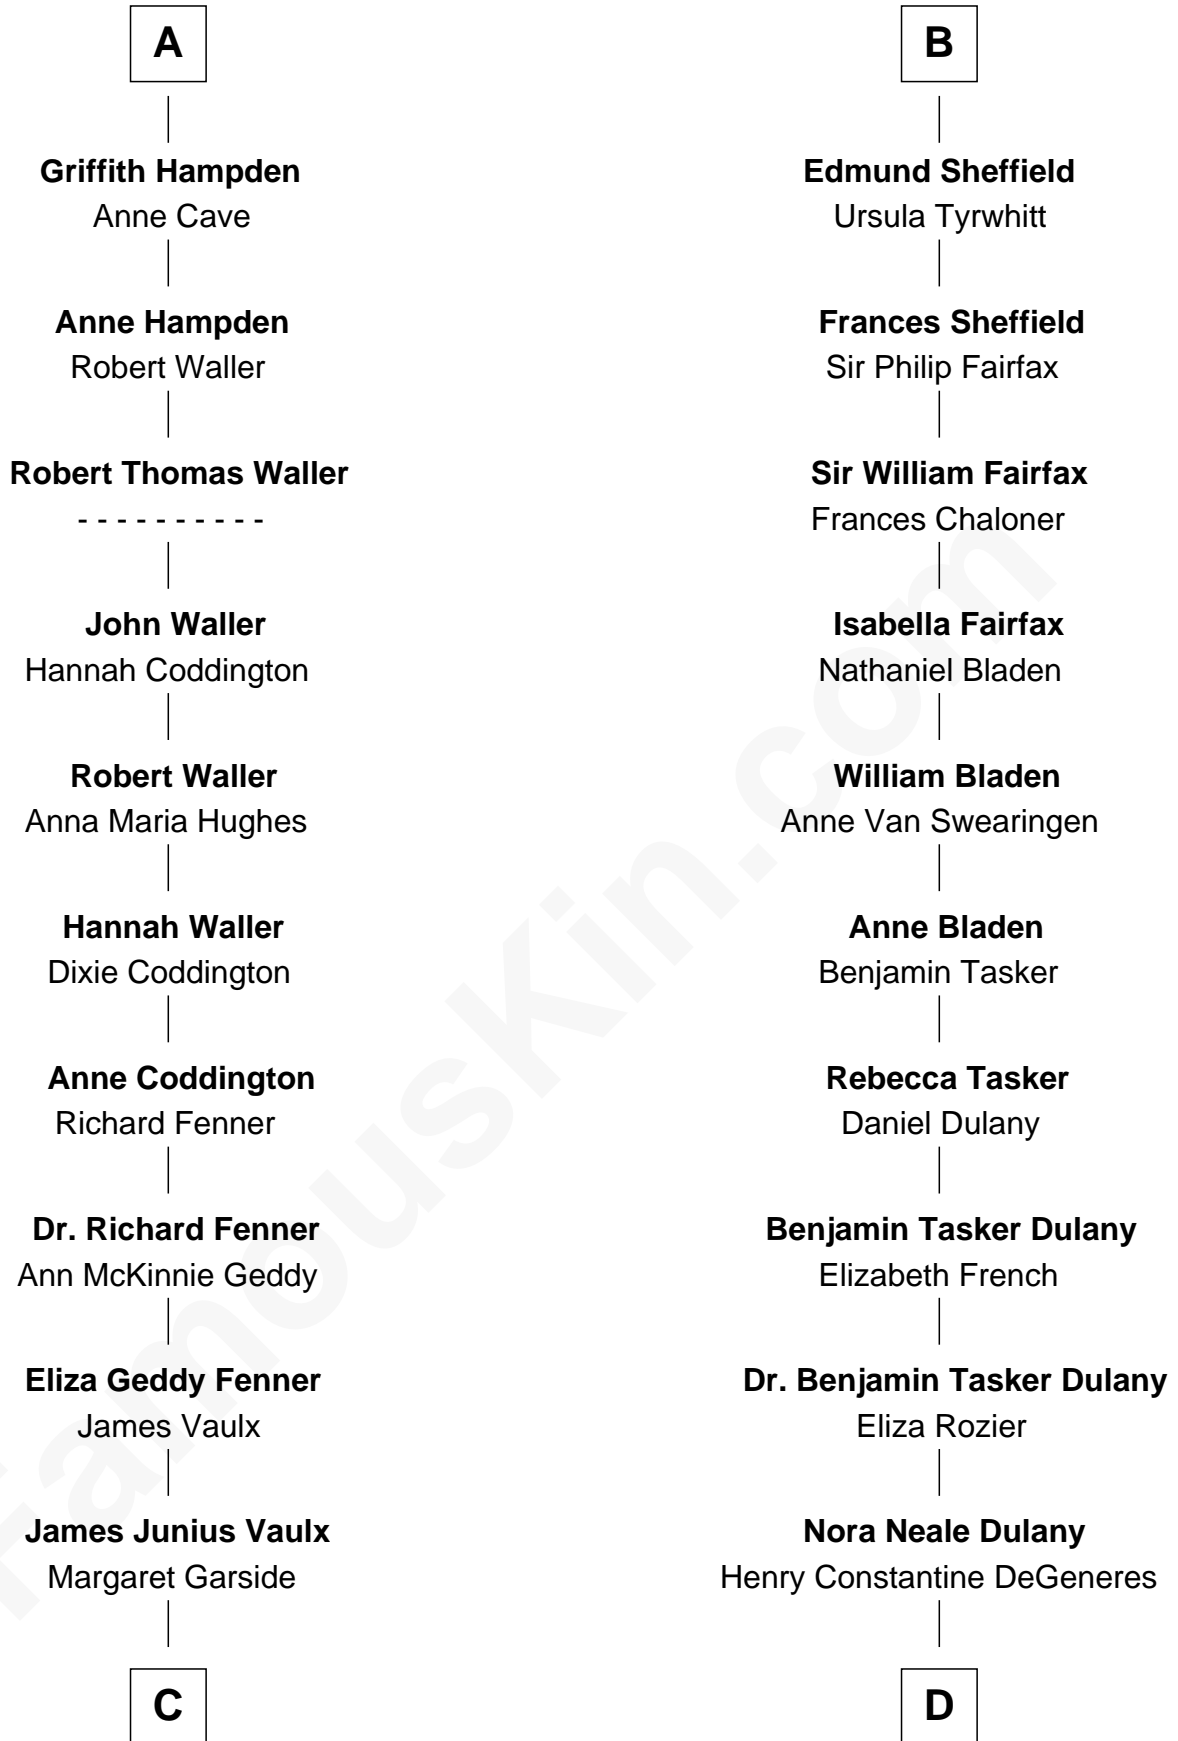 A
Griffith Hampden
Anne Cave
Anne Hampden
Robert Waller
Robert Thomas Waller
- - - - - - - - - -
John Waller
Hannah Coddington
Robert Waller
Anna Maria Hughes
Hannah Waller
Dixie Coddington
Anne Coddington
Richard Fenner
Dr. Richard Fenner
Ann McKinnie Geddy
Eliza Geddy Fenner
James Vaulx
James Junius Vaulx
Margaret Garside
C
B
Edmund Sheffield
Ursula Tyrwhitt
Frances Sheffield
Sir Philip Fairfax
Sir William Fairfax
Frances Chaloner
Isabella Fairfax
Nathaniel Bladen
William Bladen
Anne Van Swearingen
Anne Bladen
Benjamin Tasker
Rebecca Tasker
Daniel Dulany
Benjamin Tasker Dulany
Elizabeth French
Dr. Benjamin Tasker Dulany
Eliza Rozier
Nora Neale Dulany
Henry Constantine DeGeneres
D
FamousKin.com